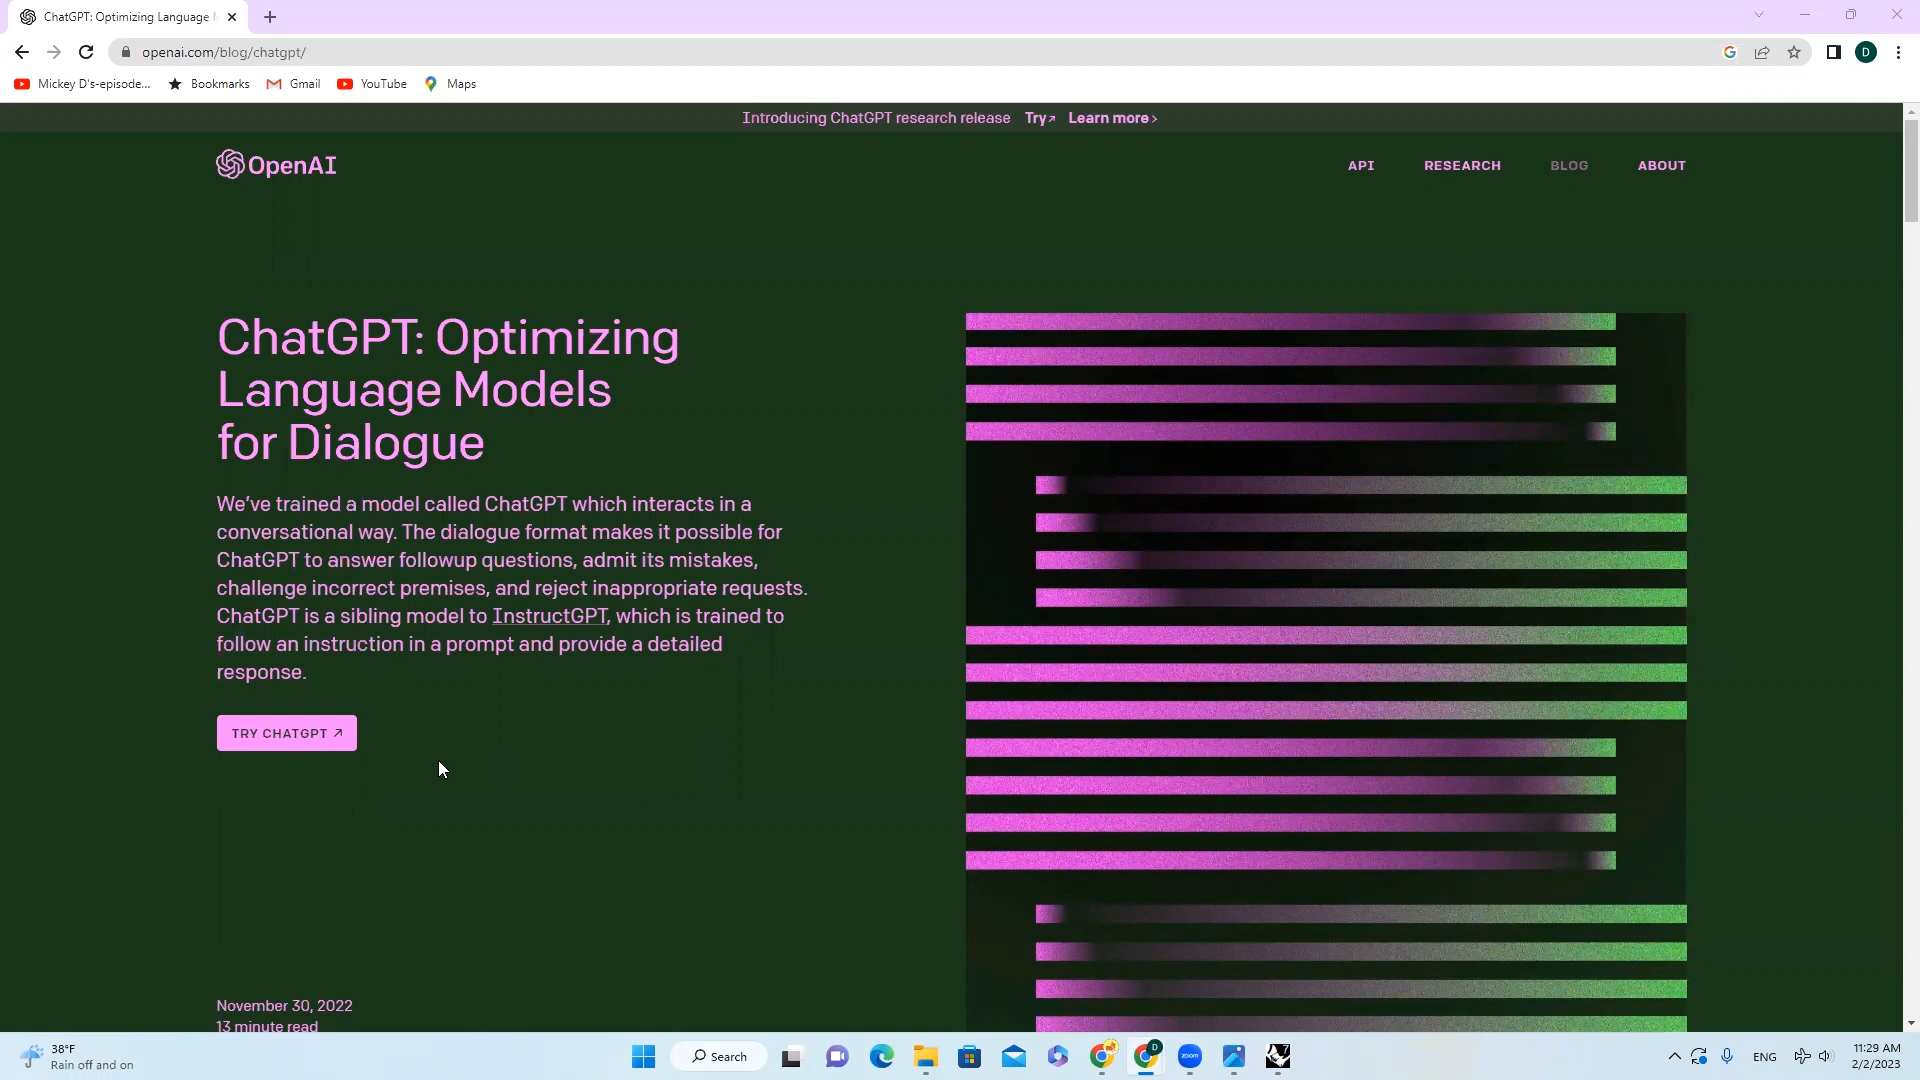 ChatGPT: Optimizing Language
openai.com/blog/chatgpt/
D
Mickey D's-episode...
Bookmarks
Gmail
YouTube
Maps
Introducing ChatGPT research release Try↗ Learn more ›
OpenAI
API
RESEARCH
BLOG
ABOUT
ChatGPT: Optimizing
Language Models
for Dialogue
We’ve trained a model called ChatGPT which interacts in a
conversational way. The dialogue format makes it possible for
ChatGPT to answer followup questions, admit its mistakes,
challenge incorrect premises, and reject inappropriate requests.
ChatGPT is a sibling model to InstructGPT, which is trained to
follow an instruction in a prompt and provide a detailed
response.
TRY CHATGPT ↗
November 30, 2022
13 minute read
38°F
Rain off and on
Search
D
zoom
ENG
11:29 AM
2/2/2023